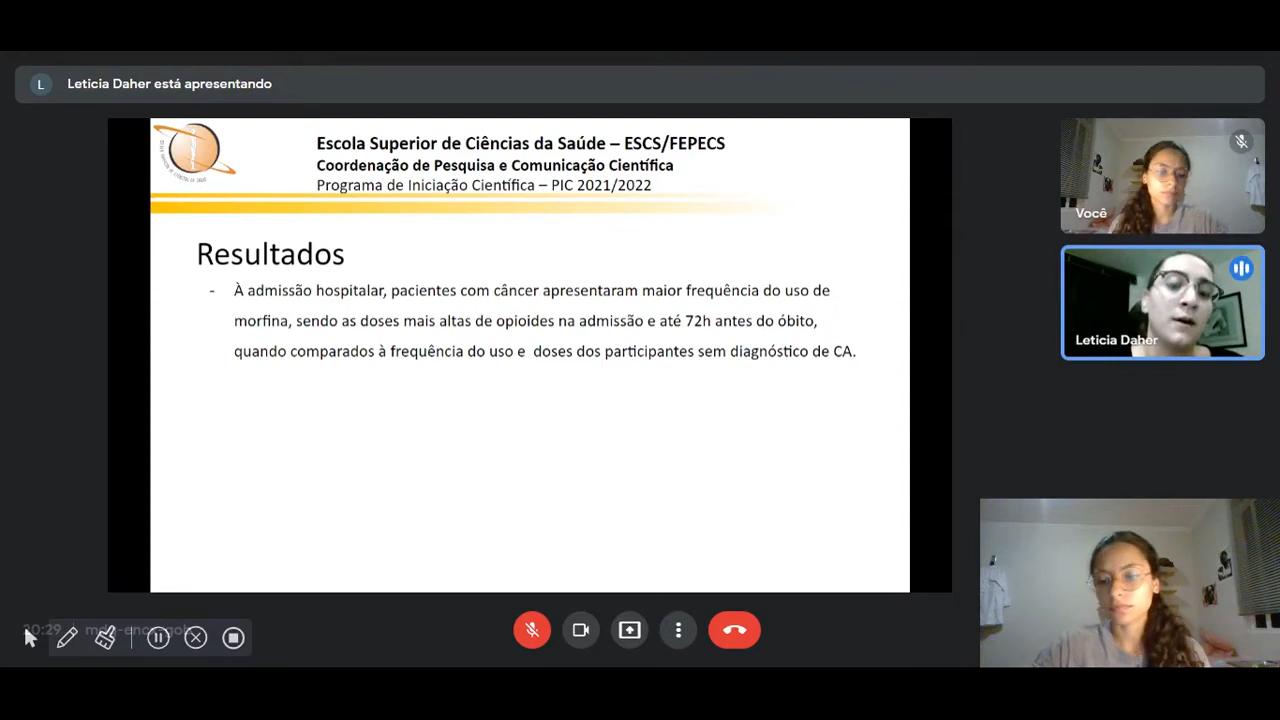 L
Leticia Daher está apresentando
Escola Superior de Ciências da Saúde – ESCS/FEPECS
Coordenação de Pesquisa e Comunicação Científica
Programa de Iniciação Científica – PIC 2021/2022
Resultados
- À admissão hospitalar, pacientes com câncer apresentaram maior frequência do uso de
morfina, sendo as doses mais altas de opioides na admissão e até 72h antes do óbito,
quando comparados à frequência do uso e doses dos participantes sem diagnóstico de CA.
Você
Leticia Daher
20:29